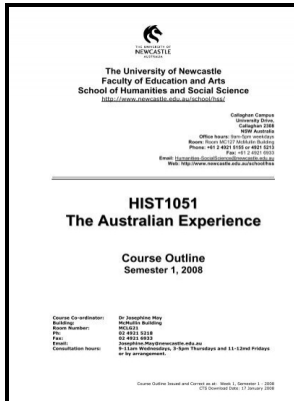 THE UNIVERSITY OF
NEWCASTLE
AUSTRALIA
The University of Newcastle
Faculty of Education and Arts
School of Humanities and Social Science
http://www.newcastle.edu.au/school/hss/
Callaghan Campus
University Drive,
Callaghan 2308
NSW Australia
Office hours: 9am-5pm weekdays
Room: Room MC127 McMullin Building
Phone: +61 2 4921 5155 or 4921 5213
Fax: +61 2 4921 6933
Email: Humanities-SocialScience@newcastle.edu.au
Web: http://www.newcastle.edu.au/school/hss
HIST1051
The Australian Experience
Course Outline
Semester 1, 2008
Course Co-ordinator: Dr Josephine May
Building: McMullin Building
Room Number: MCLG21
Ph: 02 4921 5218
Fax: 02 4921 6933
Email: Josephine.May@newcastle.edu.au
Consultation hours: 9-11am Wednesdays, 3-5pm Thursdays and 11-12md Fridays
or by arrangement.
Course Outline Issued and Correct as at: Week 1, Semester 1 - 2008
CTS Download Date: 17 January 2008